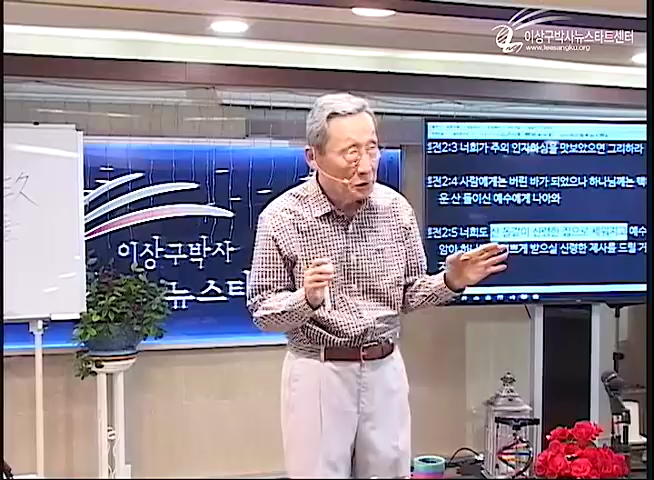 이상구박사뉴스타트센터
www.leesangku.org
벧전2:3 너희가 주의 인자하심을 맛보았으면 그리하라
벧전2:4 사람에게는 버린 바가 되었으나 하나님께는 택
운 산 돌이신 예수에게 나아와
벧전2:5 너희도 산 돌같이 신령한 집으로 세워지고 예수
쁘게 받으실 신령한 제사를 드릴 거
이상구박사
뉴스타